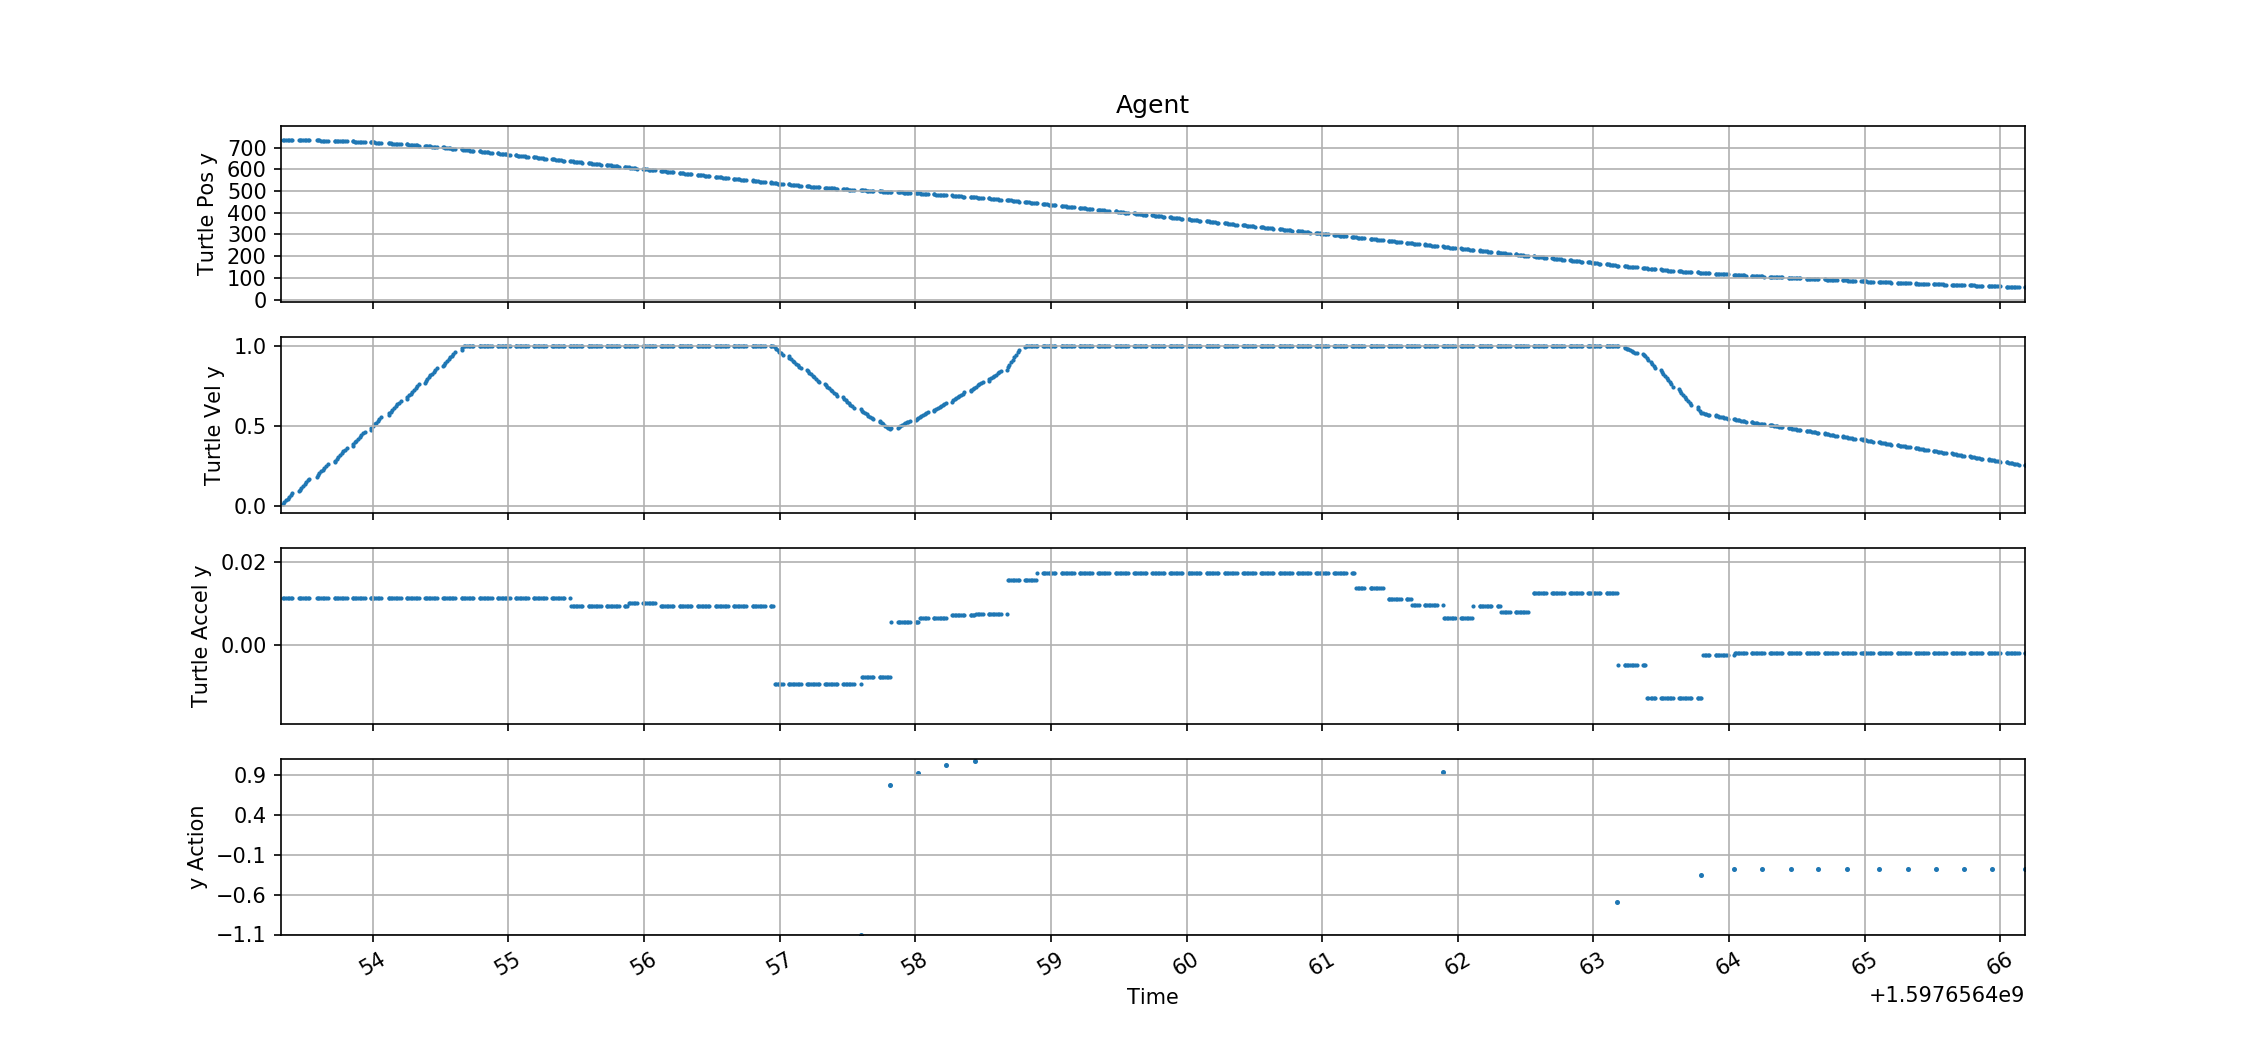 Agent
Turtle Pos y
700
600
500
400
300
200
100
0
Turtle Vel y
1.0
0.5
0.0
Turtle Accel y
0.02
0.00
y Action
0.9
0.4
−0.1
−0.6
−1.1
54 55 56 57 58 59 60 61 62 63 64 65 66
Time
+1.5976564e9